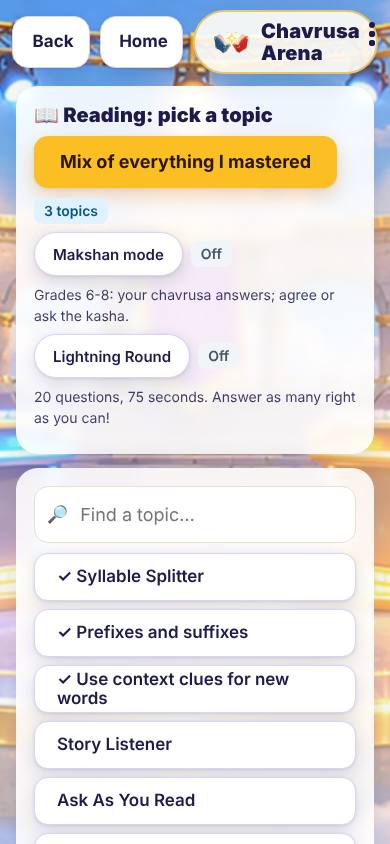 Back
Home
Chavrusa
Arena
📖 Reading: pick a topic
Mix of everything I mastered
3 topics
Makshan mode
Off
Grades 6-8: your chavrusa answers; agree or
ask the kasha.
Lightning Round
Off
20 questions, 75 seconds. Answer as many right
as you can!
🔎 Find a topic...
✓ Syllable Splitter
✓ Prefixes and suffixes
✓ Use context clues for new
words
Story Listener
Ask As You Read